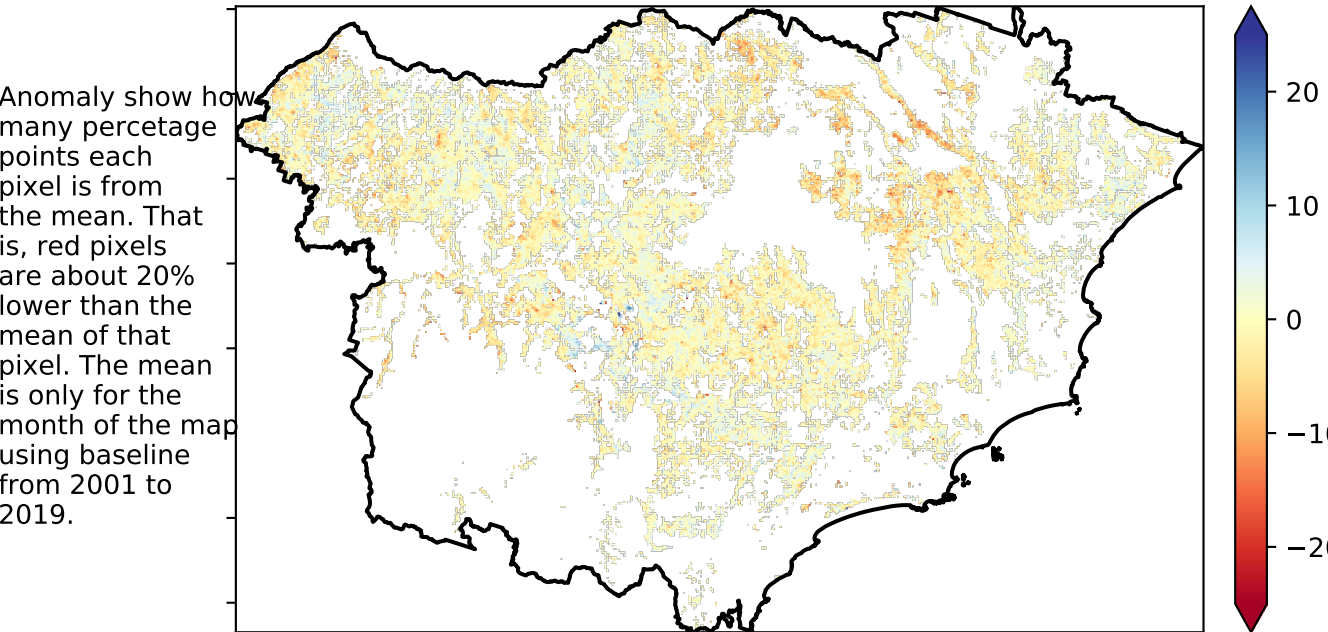 Anomaly show how
many percetage
points each
pixel is from
the mean. That
is, red pixels
are about 20%
lower than the
mean of that
pixel. The mean
is only for the
month of the map
using baseline
from 2001 to
2019.
20
10
0
−10
−20